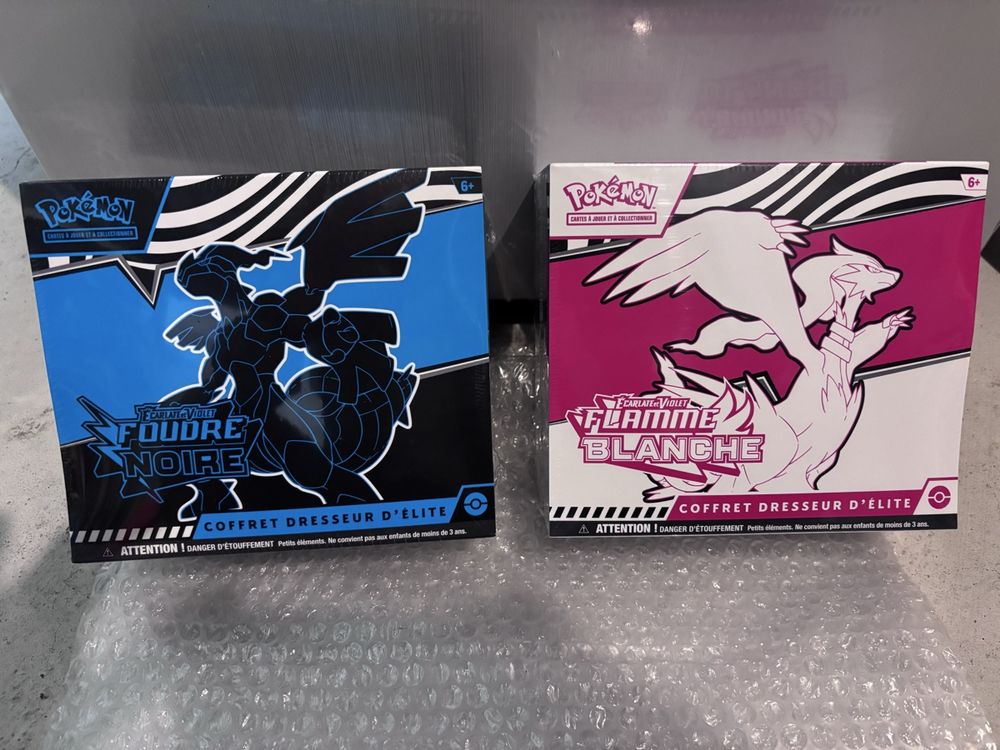 POKÉMON
CARTES À JOUER ET À COLLECTIONNER
6+
ÉCARLATE ET VIOLET
FOUDRE
NOIRE
COFFRET DRESSEUR D'ÉLITE
ATTENTION ! DANGER D'ÉTOUFFEMENT Petits éléments. Ne convient pas aux enfants de moins de 3 ans.
POKÉMON
CARTES À JOUER ET À COLLECTIONNER
6+
ÉCARLATE ET VIOLET
FLAMME
BLANCHE
COFFRET DRESSEUR D'ÉLITE
ATTENTION ! DANGER D'ÉTOUFFEMENT Petits éléments. Ne convient pas aux enfants de moins de 3 ans.